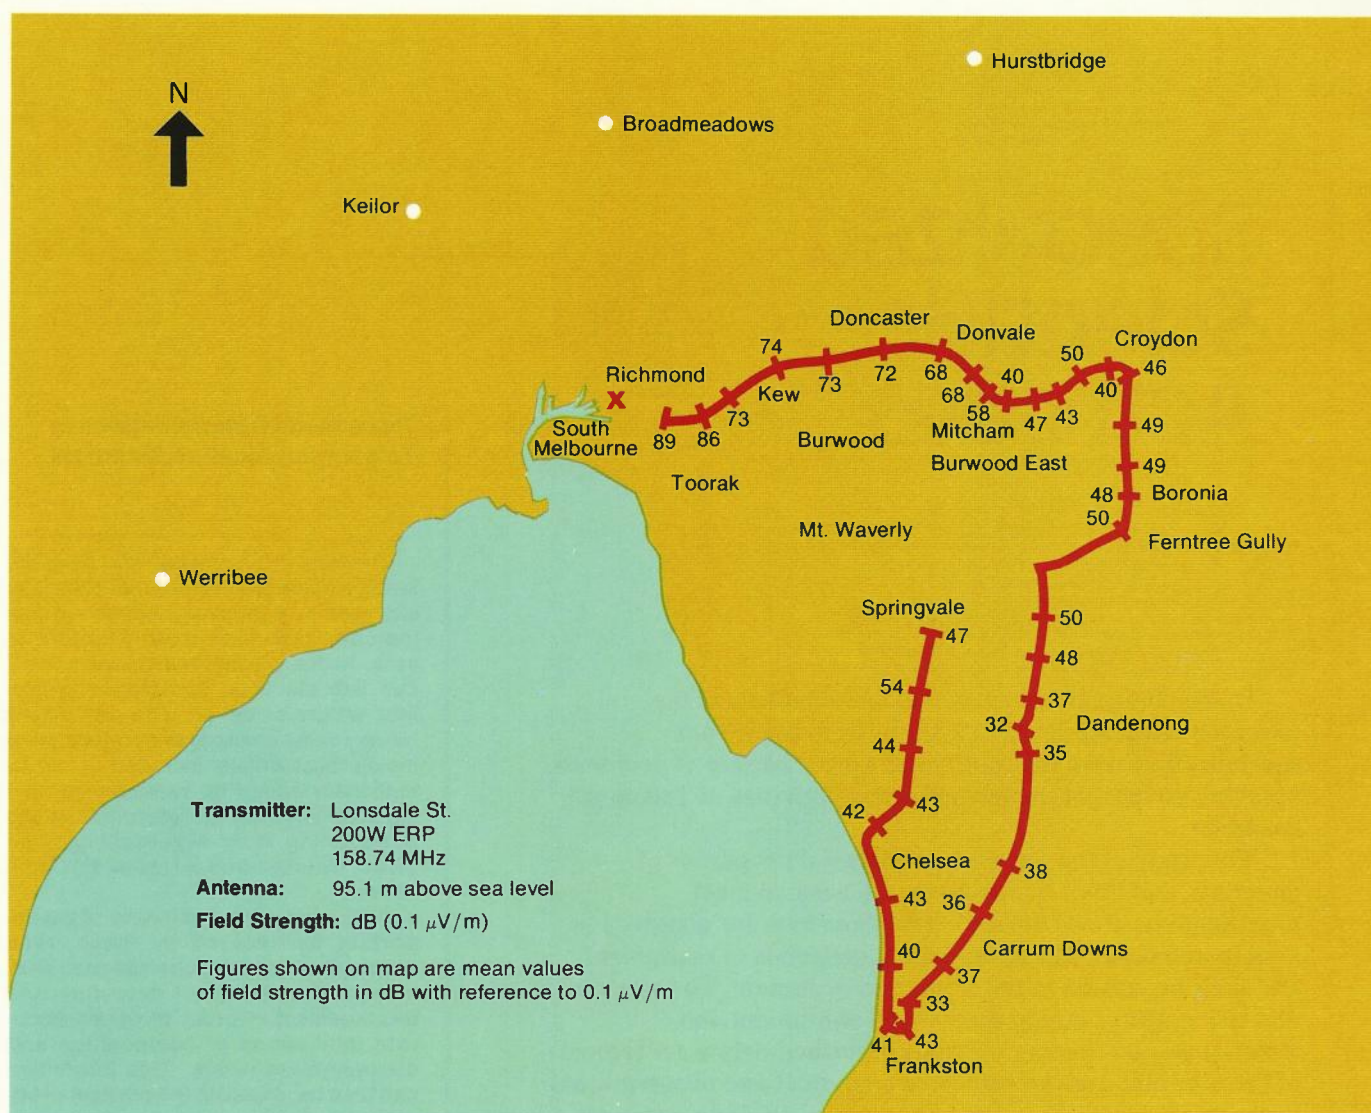 Hurstbridge
N
Broadmeadows
Keilor
Doncaster
Donvale
Croydon
74
50
Richmond
40
46
X
73
72
68
40
Kew
68
58
47
43
73
89
86
South
Melbourne
Burwood
Mitcham
49
Burwood East
49
Toorak
48
Boronia
50
Mt. Waverly
Ferntree Gully
Werribee
Springvale
50
47
48
54
37
32
Dandenong
44
35
43
42
Transmitter: Lonsdale St.
200W ERP
158.74 MHz
Chelsea
38
Antenna: 95.1 m above sea level
43
36
Field Strength: dB (0.1 μV/m)
40
Carrum Downs
Figures shown on map are mean values
of field strength in dB with reference to 0.1 μV/m
37
33
41
43
Frankston